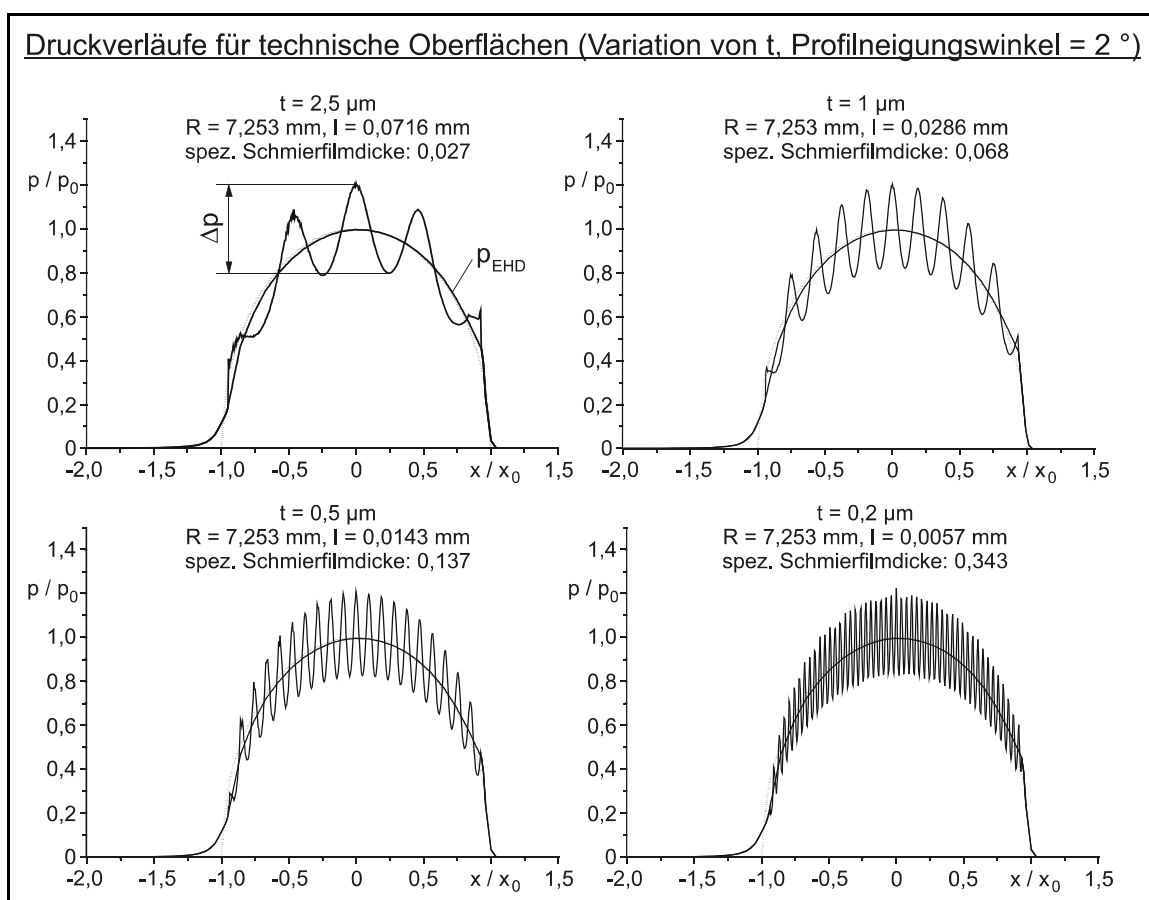 Druckverläufe für technische Oberflächen (Variation von t, Profilneigungswinkel = 2 °)
t = 2,5 µm
R = 7,253 mm, l = 0,0716 mm
spez. Schmierfilmdicke: 0,027
1,4
p / p0
1,0
0,8
0,6
0,4
0,2
0
Δp
pEHD
-2,0 -1,5 -1,0 -0,5 0 0,5 x / x0 1,5
t = 1 µm
R = 7,253 mm, l = 0,0286 mm
spez. Schmierfilmdicke: 0,068
1,4
p / p0
1,0
0,8
0,6
0,4
0,2
0
-2,0 -1,5 -1,0 -0,5 0 0,5 x / x0 1,5
t = 0,5 µm
R = 7,253 mm, l = 0,0143 mm
spez. Schmierfilmdicke: 0,137
1,4
p / p0
1,0
0,8
0,6
0,4
0,2
0
-2,0 -1,5 -1,0 -0,5 0 0,5 x / x0 1,5
t = 0,2 µm
R = 7,253 mm, l = 0,0057 mm
spez. Schmierfilmdicke: 0,343
1,4
p / p0
1,0
0,8
0,6
0,4
0,2
0
-2,0 -1,5 -1,0 -0,5 0 0,5 x / x0 1,5